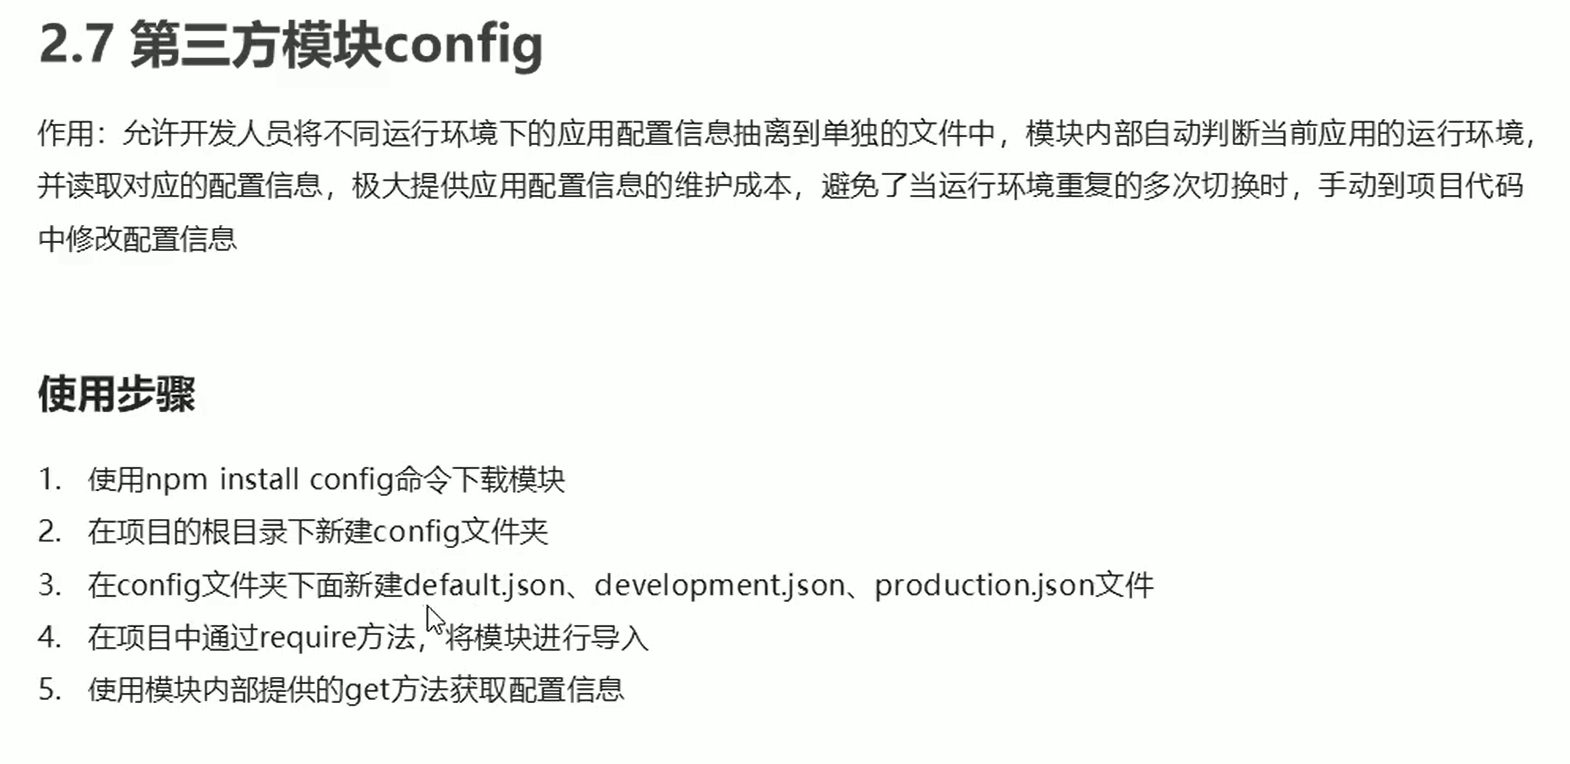 2.7 第三方模块config
作用：允许开发人员将不同运行环境下的应用配置信息抽离到单独的文件中，模块内部自动判断当前应用的运行环境，
并读取对应的配置信息，极大提供应用配置信息的维护成本，避免了当运行环境重复的多次切换时，手动到项目代码
中修改配置信息
使用步骤
1. 使用npm install config命令下载模块
2. 在项目的根目录下新建config文件夹
3. 在config文件夹下面新建default.json、development.json、production.json文件
4. 在项目中通过require方法，将模块进行导入
5. 使用模块内部提供的get方法获取配置信息